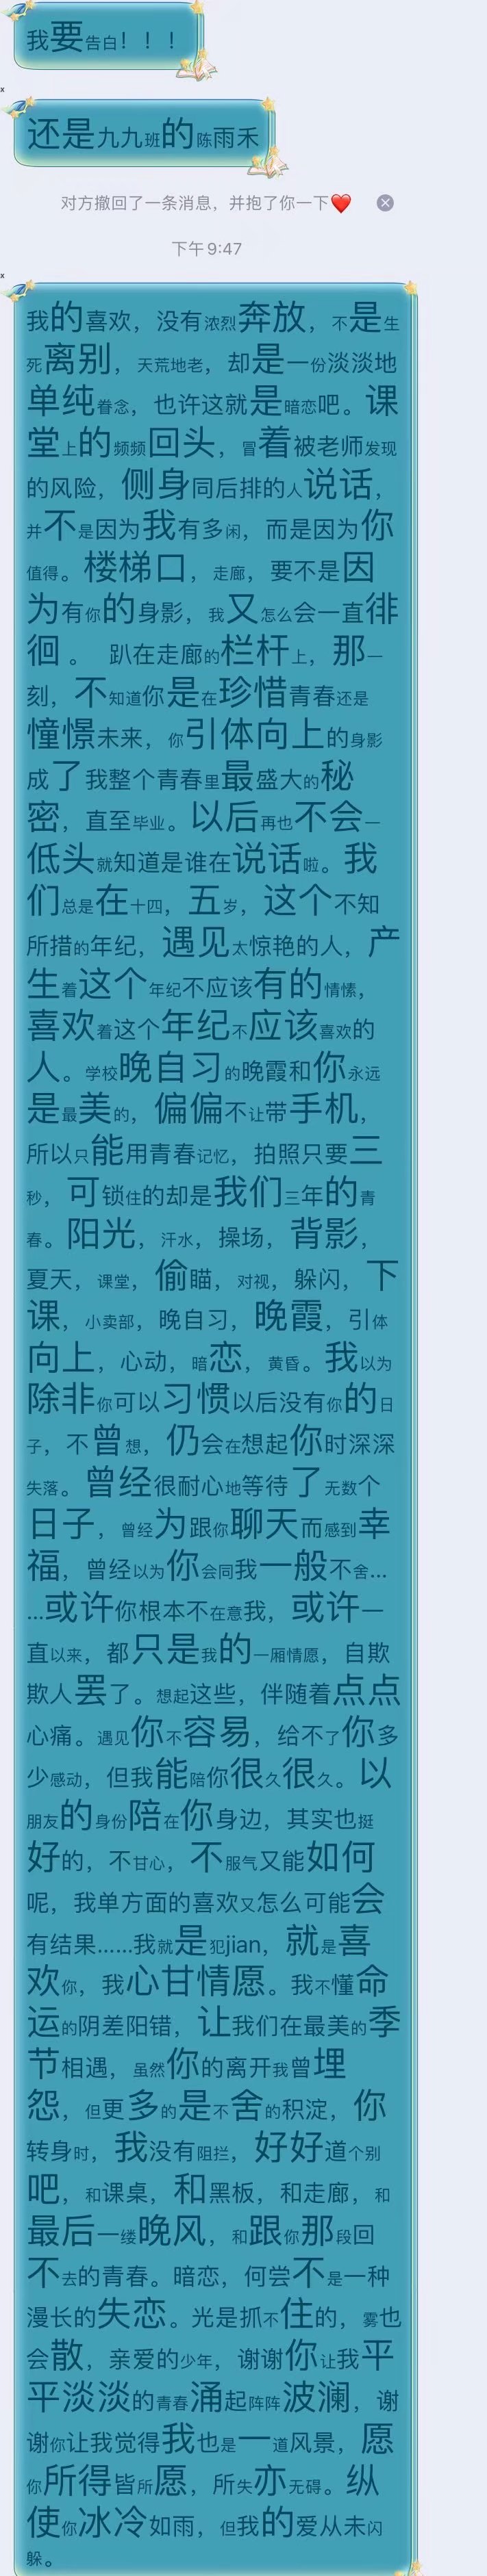 我要告白！！！
x
还是九九班的陈雨禾
对方撤回了一条消息，并抱了你一下❤️
下午 9:47
x
我的喜欢，没有浓烈奔放，不是生
死离别，天荒地老，却是一份淡淡地
单纯眷念，也许这就是暗恋吧。课
堂上的频频回头，冒着被老师发现
的风险，侧身同后排的人说话，
并不是因为我有多闲，而是因为你
值得。楼梯口，走廊，要不是因
为有你的身影，我又怎么会一直徘
徊 。 趴在走廊的栏杆上，那一
刻，不知道你是在珍惜青春还是
憧憬未来，你引体向上的身影
成了我整个青春里最盛大的秘
密，直至毕业。以后再也不会一
低头就知道是谁在说话啦。我
们总是在十四，五岁，这个不知
所措的年纪，遇见太惊艳的人，产
生着这个年纪不应该有的情愫，
喜欢着这个年纪不应该喜欢的
人。学校晚自习的晚霞和你永远
是最美的，偏偏不让带手机，
所以只能用青春记忆，拍照只要三
秒，可锁住的却是我们三年的青
春。阳光，汗水，操场，背影，
夏天，课堂，偷瞄，对视，躲闪，下
课，小卖部，晚自习，晚霞，引体
向上，心动，暗恋，黄昏。我以为
除非你可以习惯以后没有你的日
子，不曾想，仍会在想起你时深深
失落。曾经很耐心地等待了无数个
日子，曾经为跟你聊天而感到幸
福，曾经以为你会同我一般不舍...
...或许你根本不在意我，或许一
直以来，都只是我的一厢情愿，自欺
欺人罢了。想起这些，伴随着点点
心痛。遇见你不容易，给不了你多
少感动，但我能陪你很久很久。以
朋友的身份陪在你身边，其实也挺
好的，不甘心，不服气又能如何
呢，我单方面的喜欢又怎么可能会
有结果……我就是犯jian，就是喜
欢你，我心甘情愿。我不懂命
运的阴差阳错，让我们在最美的季
节相遇，虽然你的离开我曾埋
怨，但更多的是不舍的积淀，你
转身时，我没有阻拦，好好道个别
吧，和课桌，和黑板，和走廊，和
最后一缕晚风，和跟你那段回
不去的青春。暗恋，何尝不是一种
漫长的失恋。光是抓不住的，雾也
会散，亲爱的少年，谢谢你让我平
平淡淡的青春涌起阵阵波澜，谢
谢你让我觉得我也是一道风景，愿
你所得皆所愿，所失亦无碍。纵
使你冰冷如雨，但我的爱从未闪
躲。